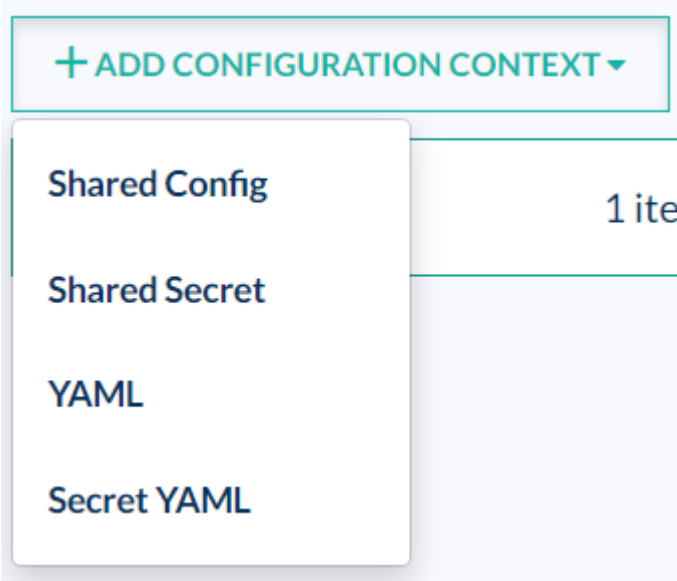 + ADD CONFIGURATION CONTEXT
Shared Config
1 ite
Shared Secret
YAML
Secret YAML